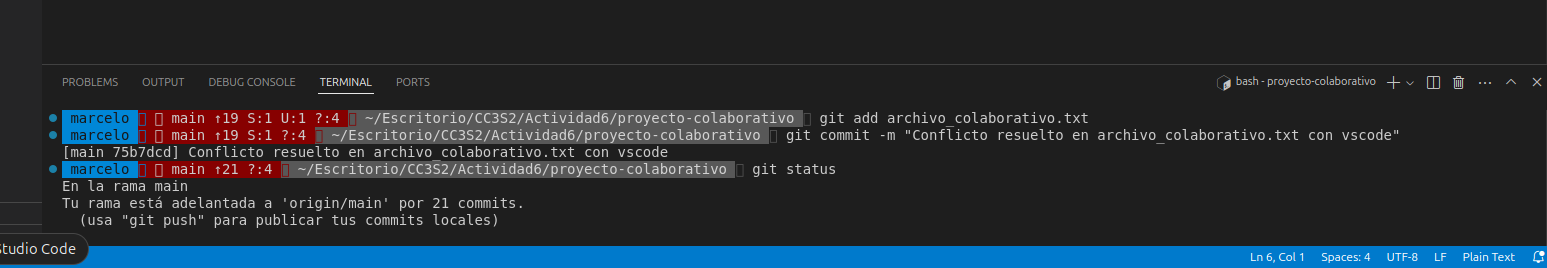 PROBLEMS OUTPUT DEBUG CONSOLE TERMINAL PORTS bash - proyecto-colaborativo
marcelo main ↑19 S:1 U:1 ?:4 ~/Escritorio/CC3S2/Actividad6/proyecto-colaborativo git add archivo_colaborativo.txt
marcelo main ↑19 S:1 ?:4 ~/Escritorio/CC3S2/Actividad6/proyecto-colaborativo git commit -m "Conflicto resuelto en archivo_colaborativo.txt con vscode"
[main 75b7dcd] Conflicto resuelto en archivo_colaborativo.txt con vscode
marcelo main ↑21 ?:4 ~/Escritorio/CC3S2/Actividad6/proyecto-colaborativo git status
En la rama main
Tu rama está adelantada a 'origin/main' por 21 commits.
(usa "git push" para publicar tus commits locales)
Studio Code
Ln 6, Col 1 Spaces: 4 UTF-8 LF Plain Text